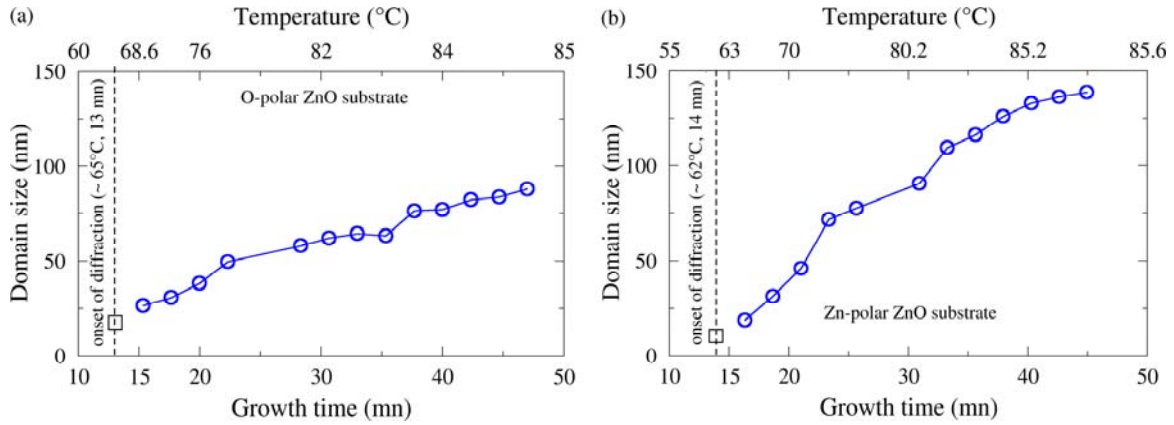 (a)
Temperature (°C)
60 68.6 76 82 84 85
150
100
50
0
Domain size (nm)
O-polar ZnO substrate
onset of diffraction (~ 65°C, 13 mn)
10 15 20 30 40 50
Growth time (mn)
(b)
Temperature (°C)
55 63 70 80.2 85.2 85.6
150
100
50
0
Domain size (nm)
onset of diffraction (~ 62°C, 14 mn)
Zn-polar ZnO substrate
10 15 20 30 40 50
Growth time (mn)